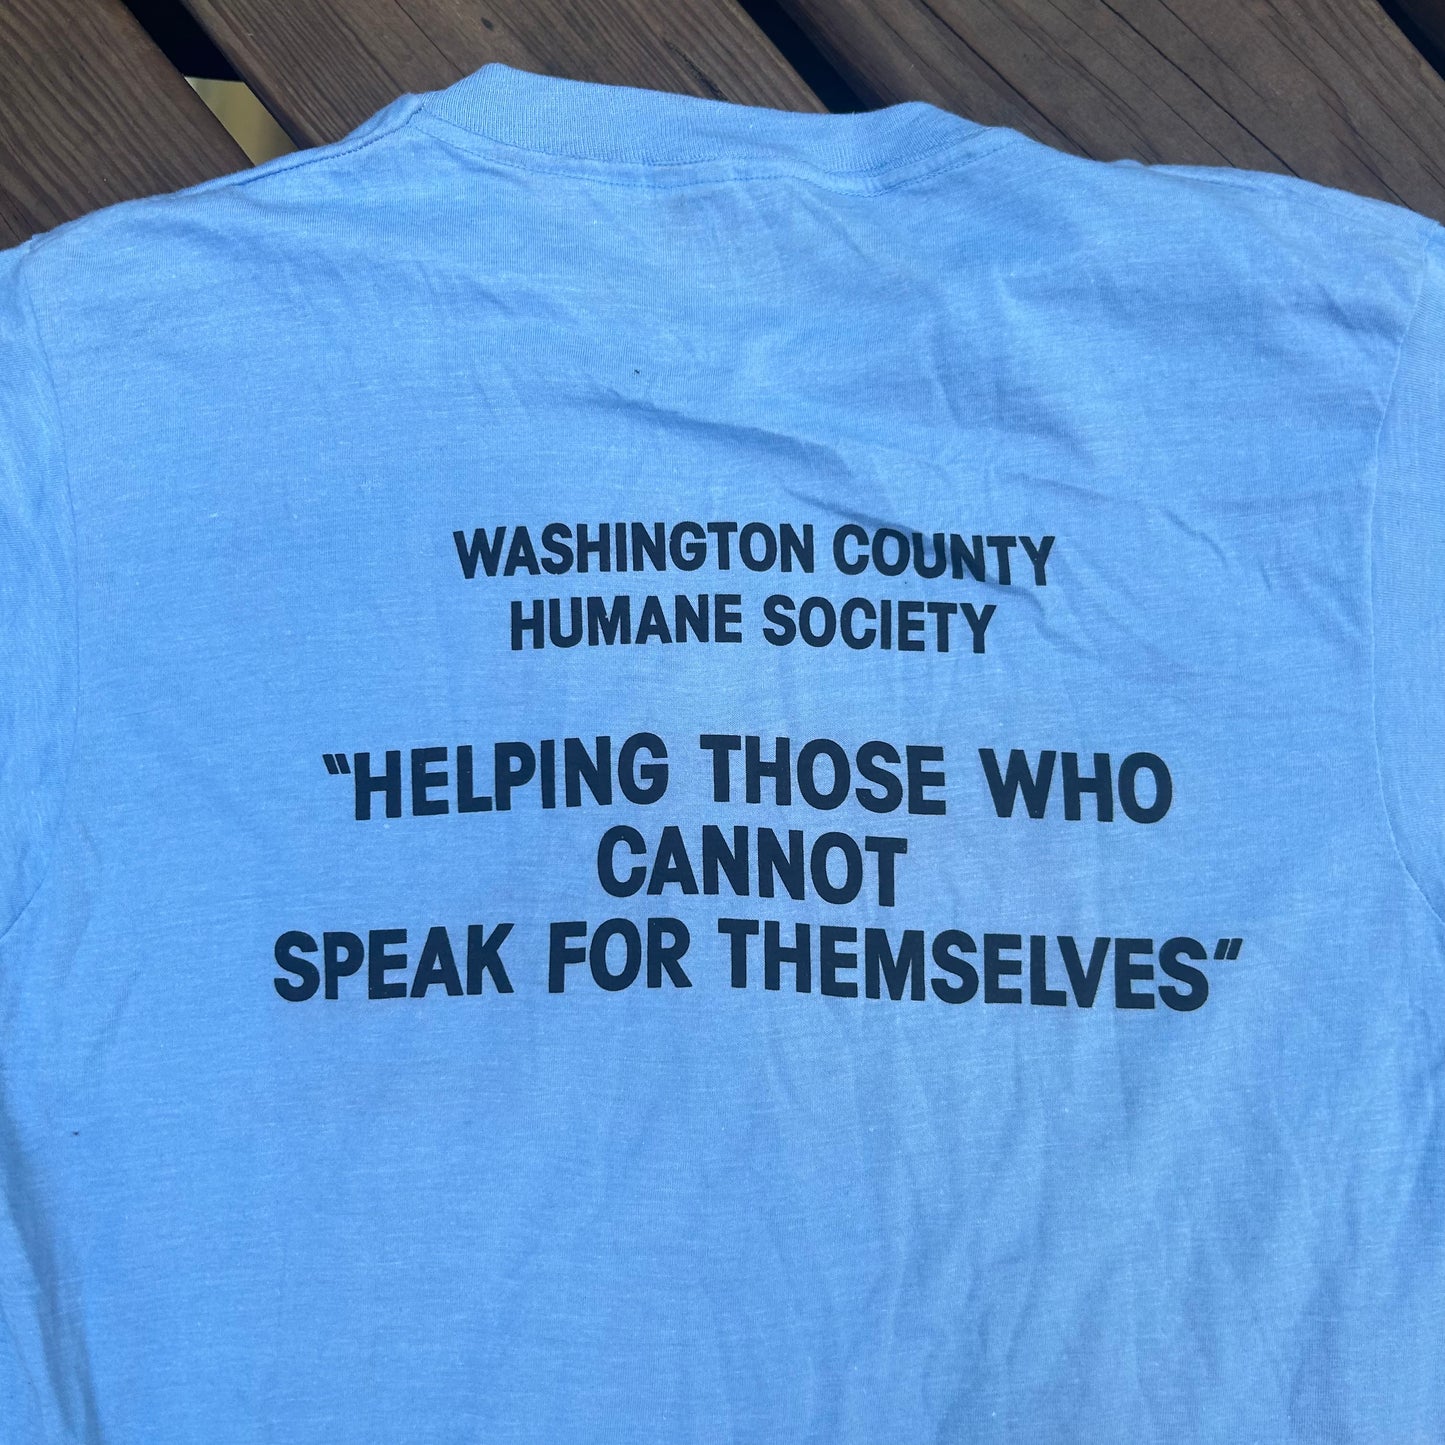 WASHINGTON COUNTY
HUMANE SOCIETY
"HELPING THOSE WHO
CANNOT
SPEAK FOR THEMSELVES"